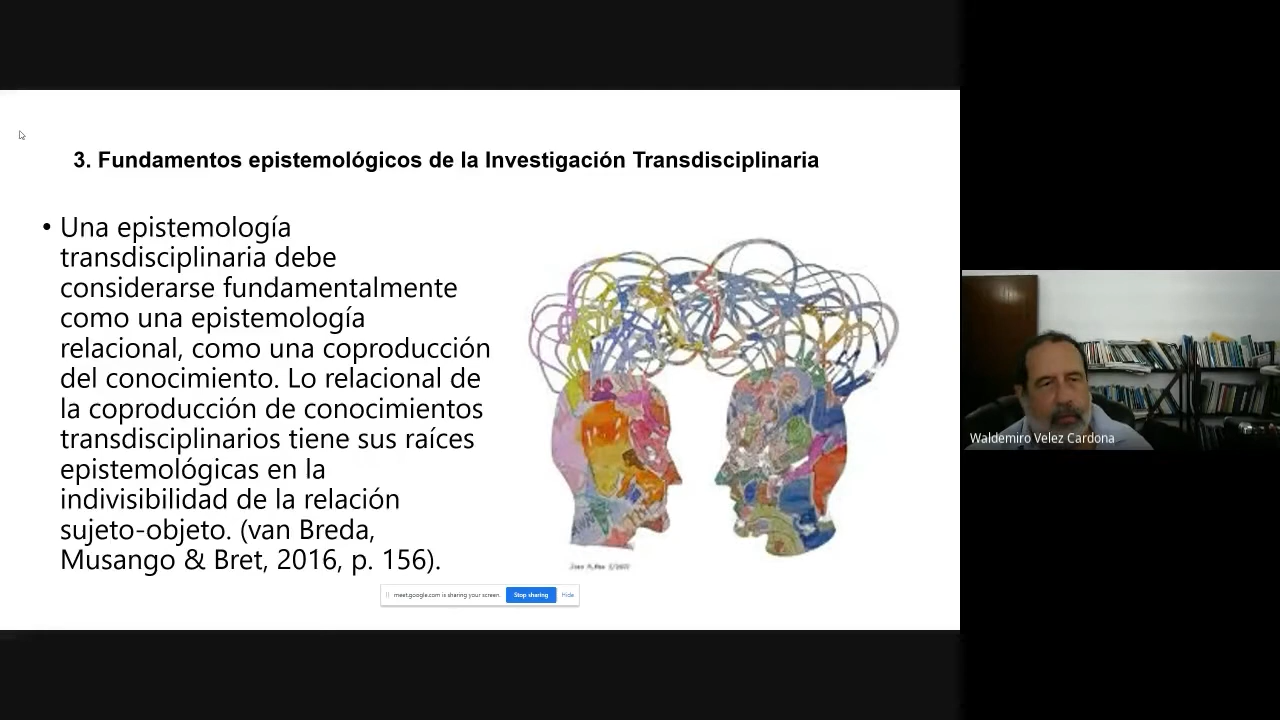 3. Fundamentos epistemológicos de la Investigación Transdisciplinaria
• Una epistemología
transdisciplinaria debe
considerarse fundamentalmente
como una epistemología
relacional, como una coproducción
del conocimiento. Lo relacional de
la coproducción de conocimientos
transdisciplinarios tiene sus raíces
epistemológicas en la
indivisibilidad de la relación
sujeto-objeto. (van Breda,
Musango & Bret, 2016, p. 156).
meet.google.com is sharing your screen. Stop sharing Hide
Waldemiro Velez Cardona